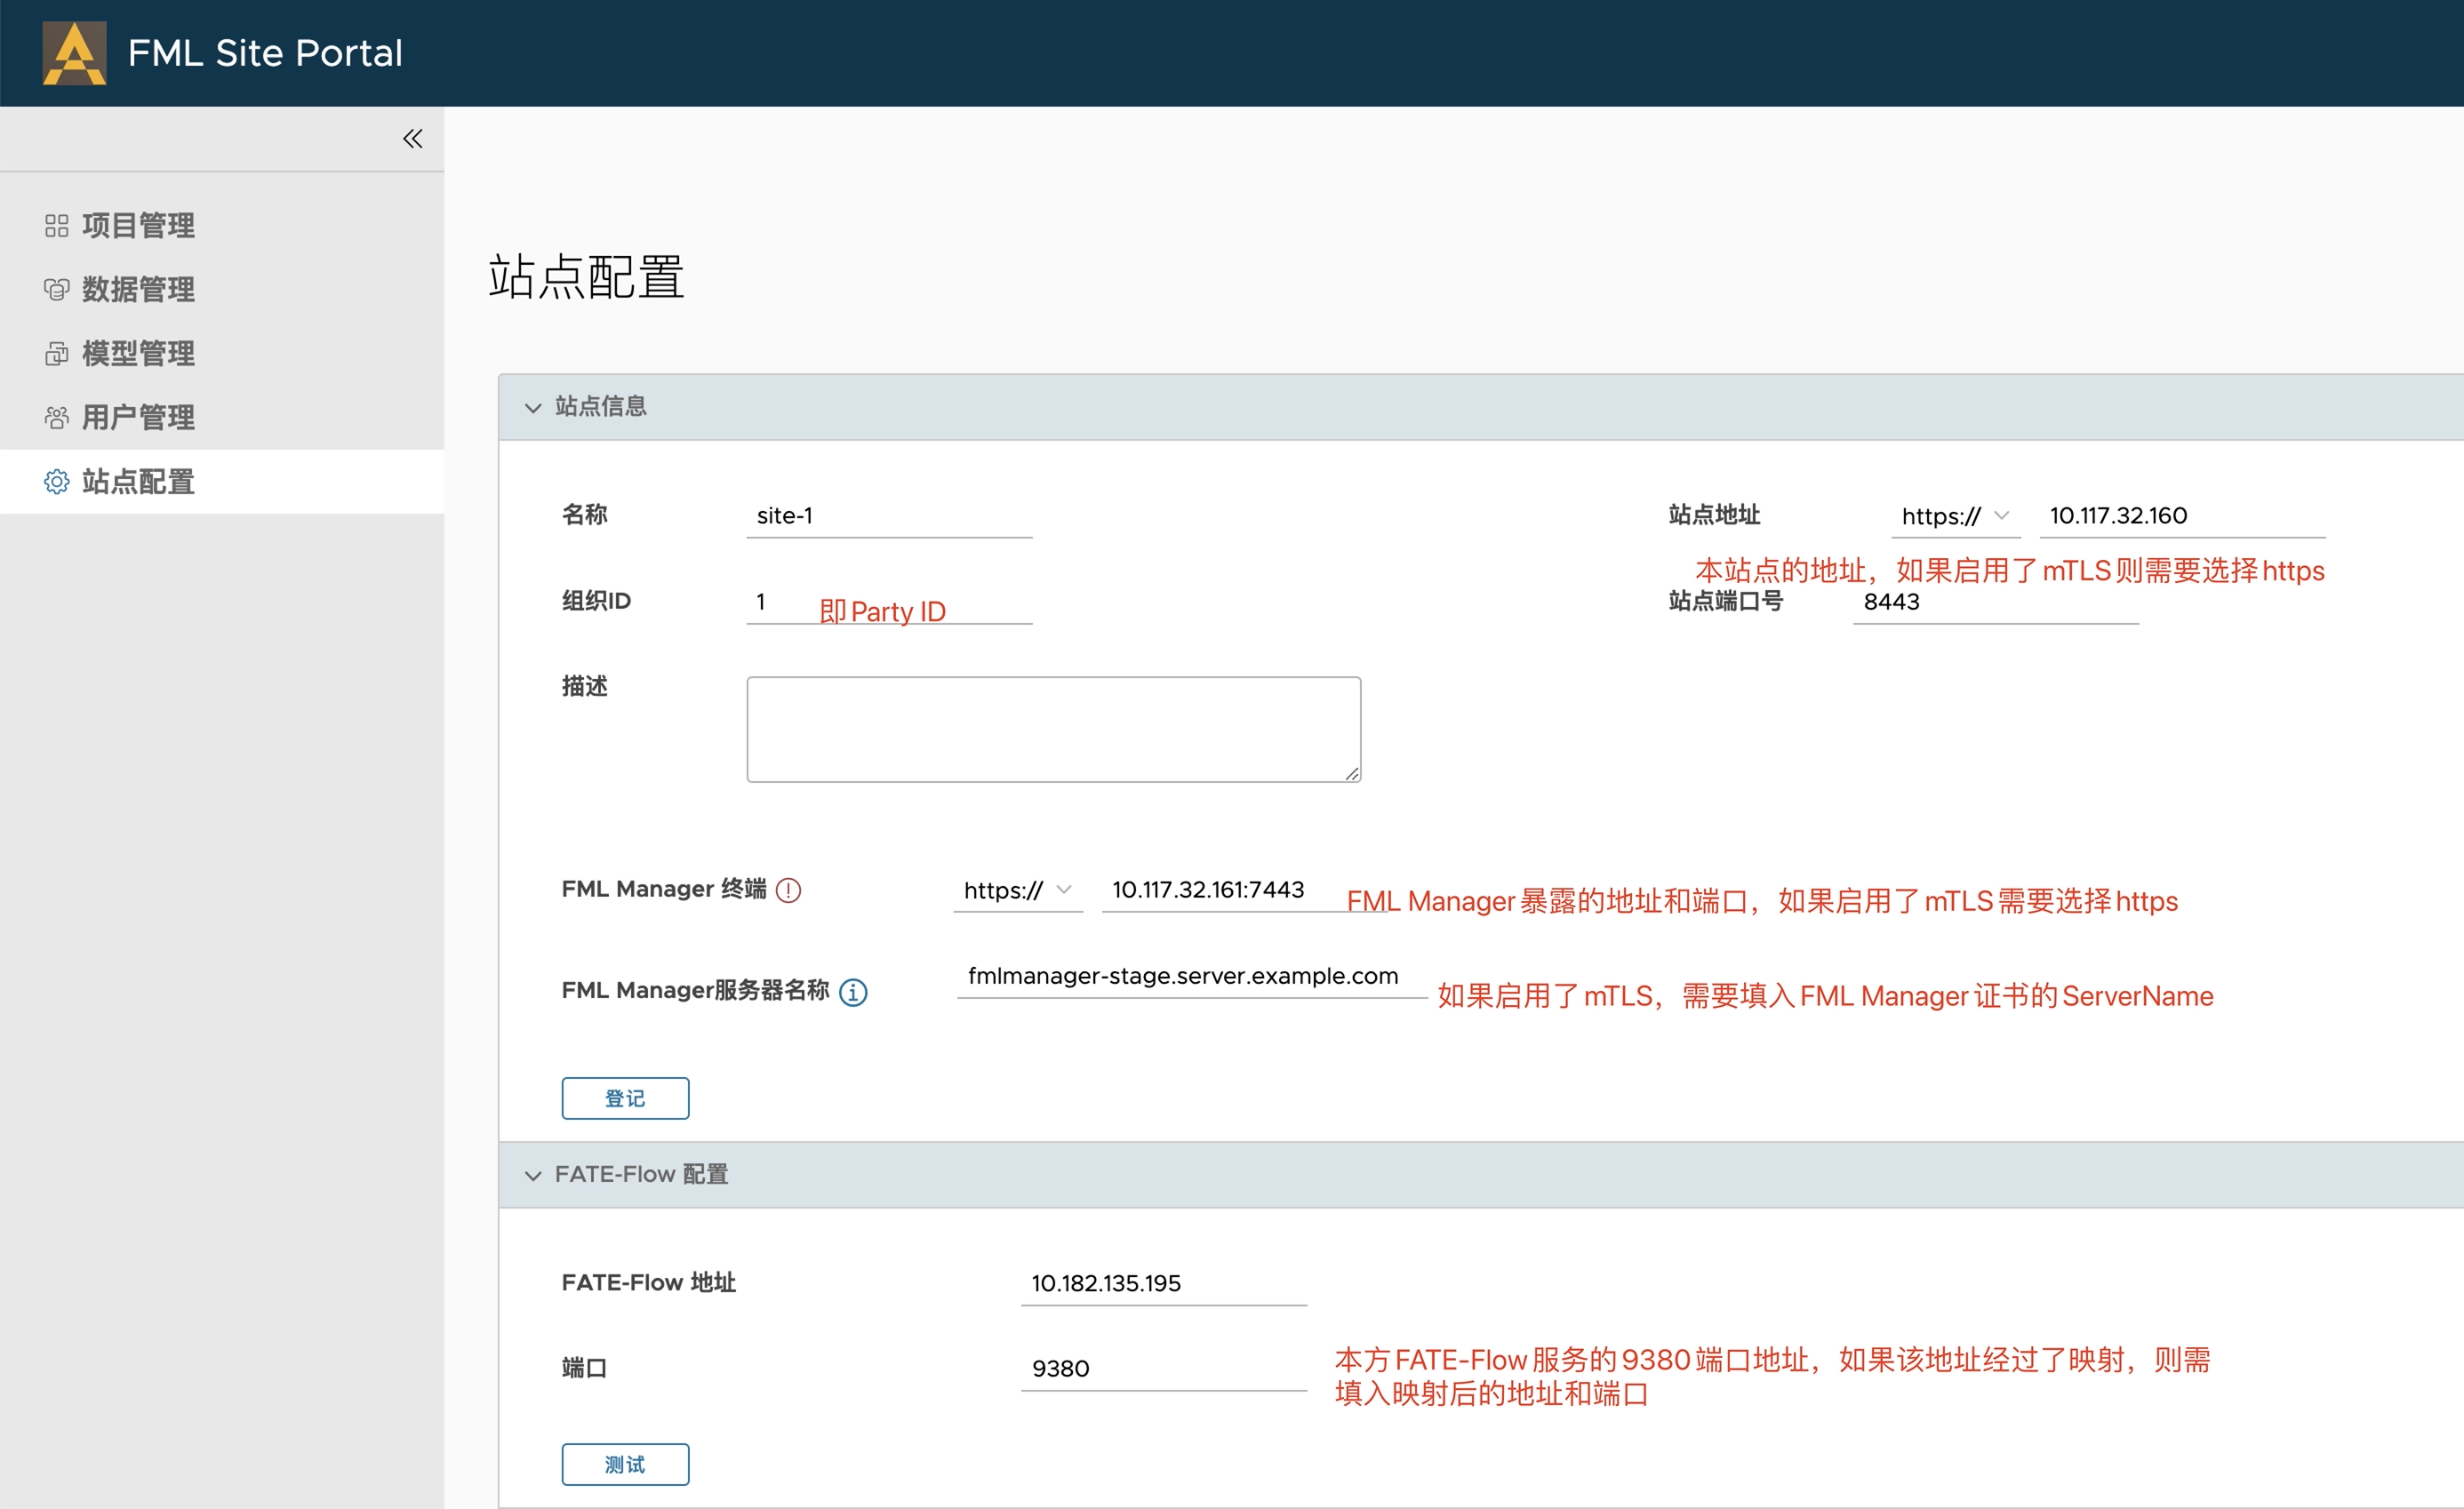 FML Site Portal
项目管理
数据管理
模型管理
用户管理
站点配置
站点配置
站点信息
名称 site-1 站点地址 https:// 10.117.32.160
本站点的地址，如果启用了mTLS则需要选择https
组织ID 1 即Party ID 站点端口号 8443
描述
FML Manager 终端 https:// 10.117.32.161:7443 FML Manager暴露的地址和端口，如果启用了mTLS需要选择https
FML Manager服务器名称 fmlmanager-stage.server.example.com 如果启用了mTLS，需要填入FML Manager证书的ServerName
登记
FATE-Flow 配置
FATE-Flow 地址 10.182.135.195
端口 9380 本方FATE-Flow服务的9380端口地址，如果该地址经过了映射，则需
填入映射后的地址和端口
测试